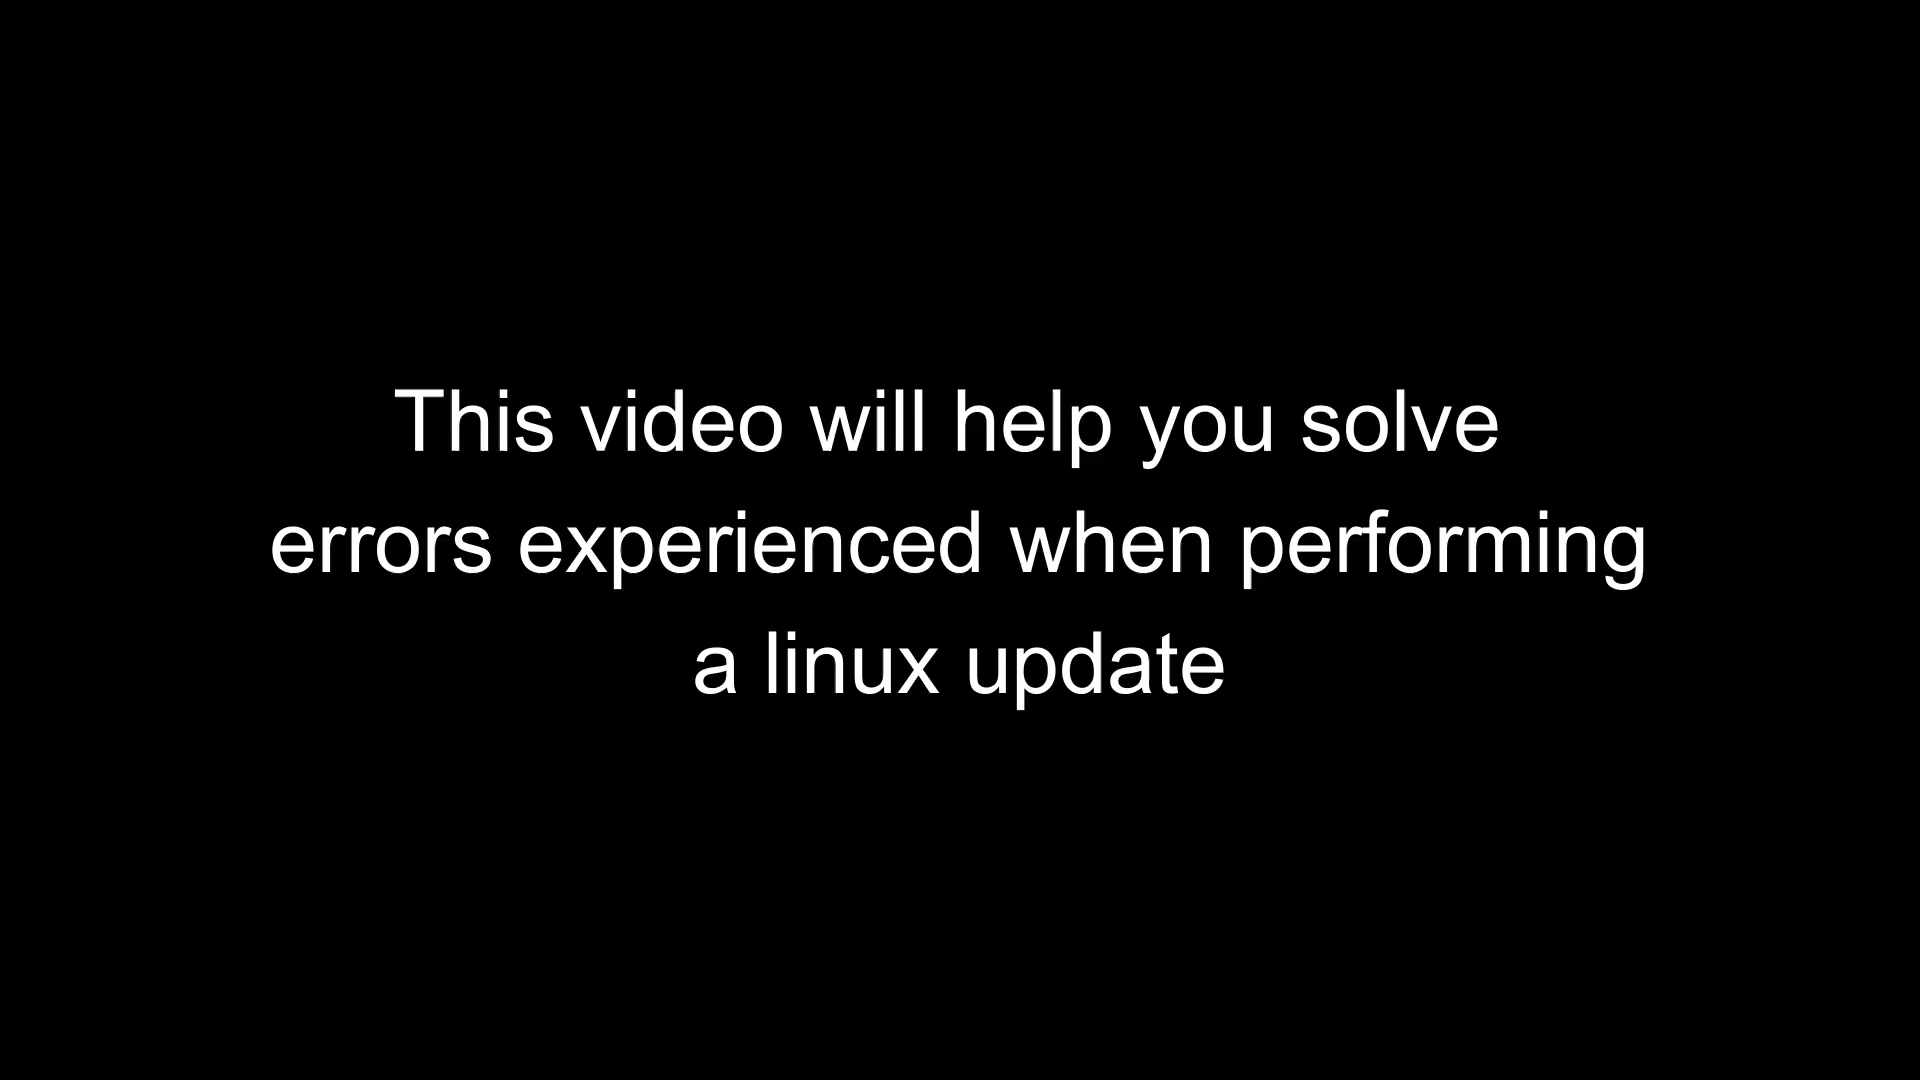 This video will help you solve
errors experienced when performing
a linux update